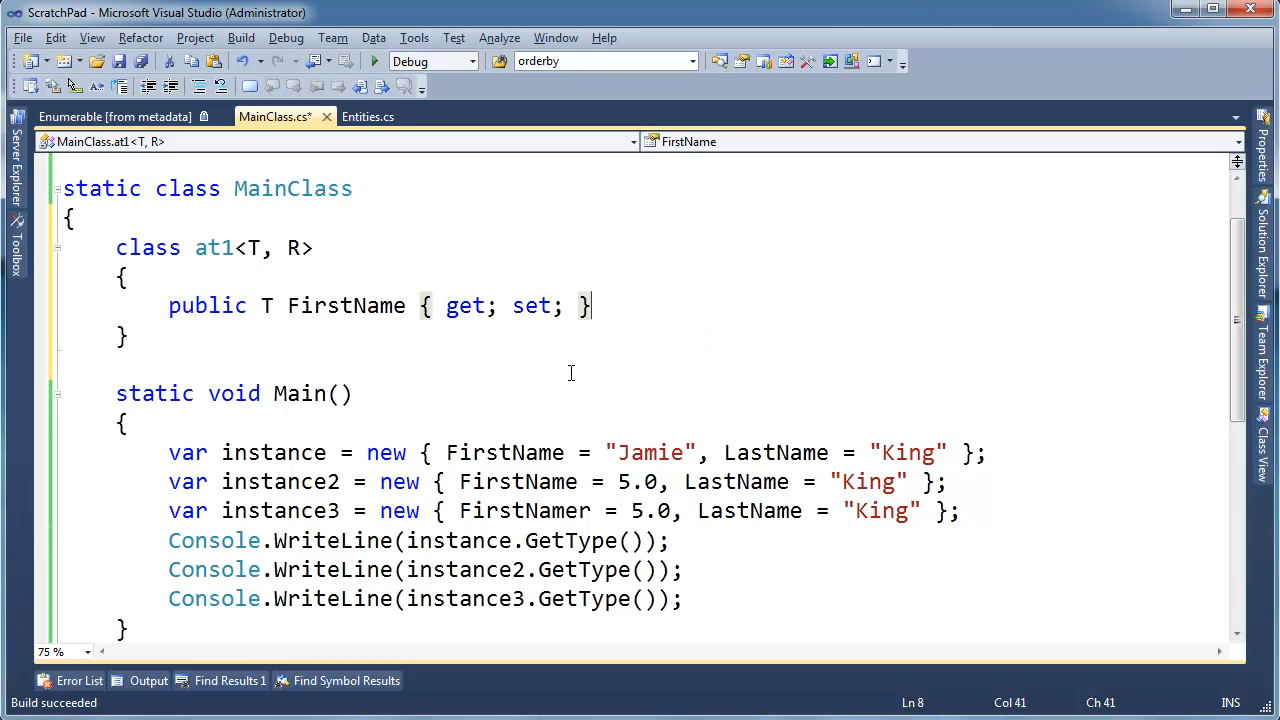 ScratchPad - Microsoft Visual Studio (Administrator)
File Edit View Refactor Project Build Debug Team Data Tools Test Analyze Window Help
Debug orderby
Enumerable [from metadata] MainClass.cs* Entities.cs
MainClass.at1<T, R> FirstName
static class MainClass
{
class at1<T, R>
{
public T FirstName { get; set; }
}
static void Main()
{
var instance = new { FirstName = "Jamie", LastName = "King" };
var instance2 = new { FirstName = 5.0, LastName = "King" };
var instance3 = new { FirstNamer = 5.0, LastName = "King" };
Console.WriteLine(instance.GetType());
Console.WriteLine(instance2.GetType());
Console.WriteLine(instance3.GetType());
}
Server Explorer
Toolbox
Properties
Solution Explorer
Team Explorer
Class View
75 %
Error List Output Find Results 1 Find Symbol Results
Build succeeded Ln 8 Col 41 Ch 41 INS